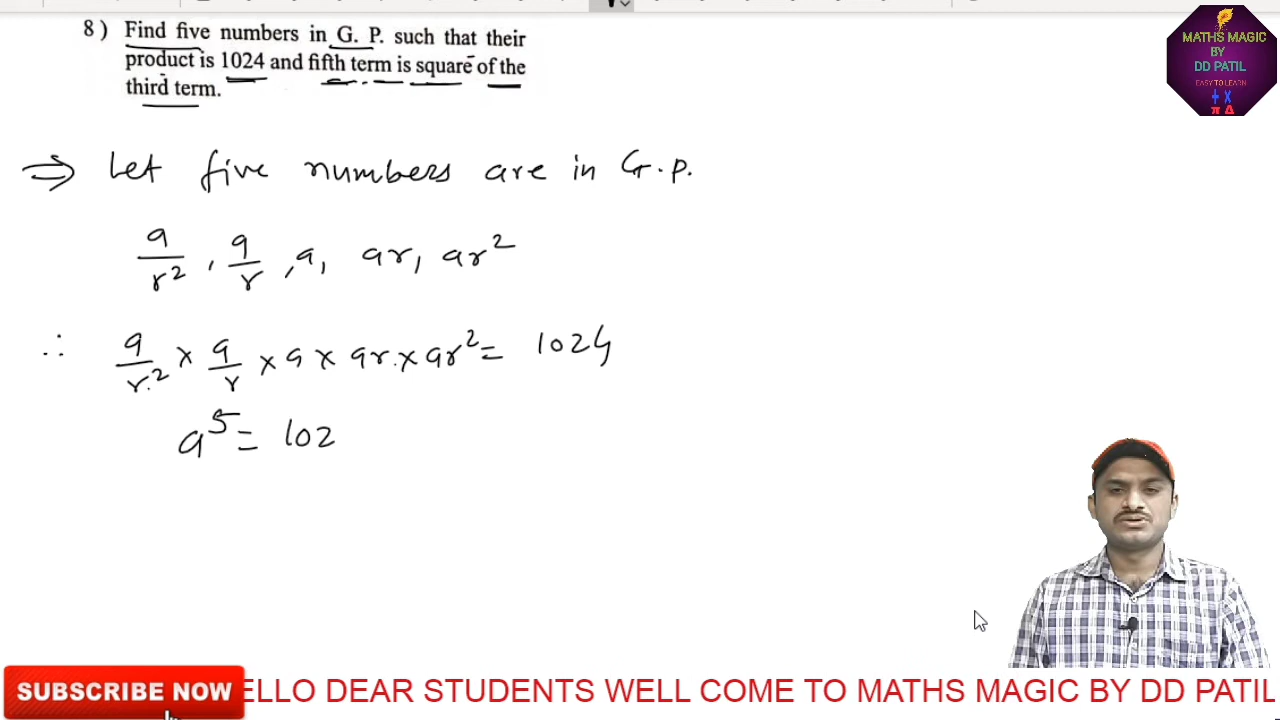 8) Find five numbers in G. P. such that their
product is 1024 and fifth term is square of the
third term.
MATHS MAGIC
BY
DD PATIL
EASY TO LEARN
+ X
π Δ
⇒ Let five numbers are in G.P.
a/r², a/r, a, ar, ar²
∴ a/r² × a/r × a × ar × ar² = 1024
a⁵ = 102
SUBSCRIBE NOW
ELLO DEAR STUDENTS WELL COME TO MATHS MAGIC BY DD PATIL